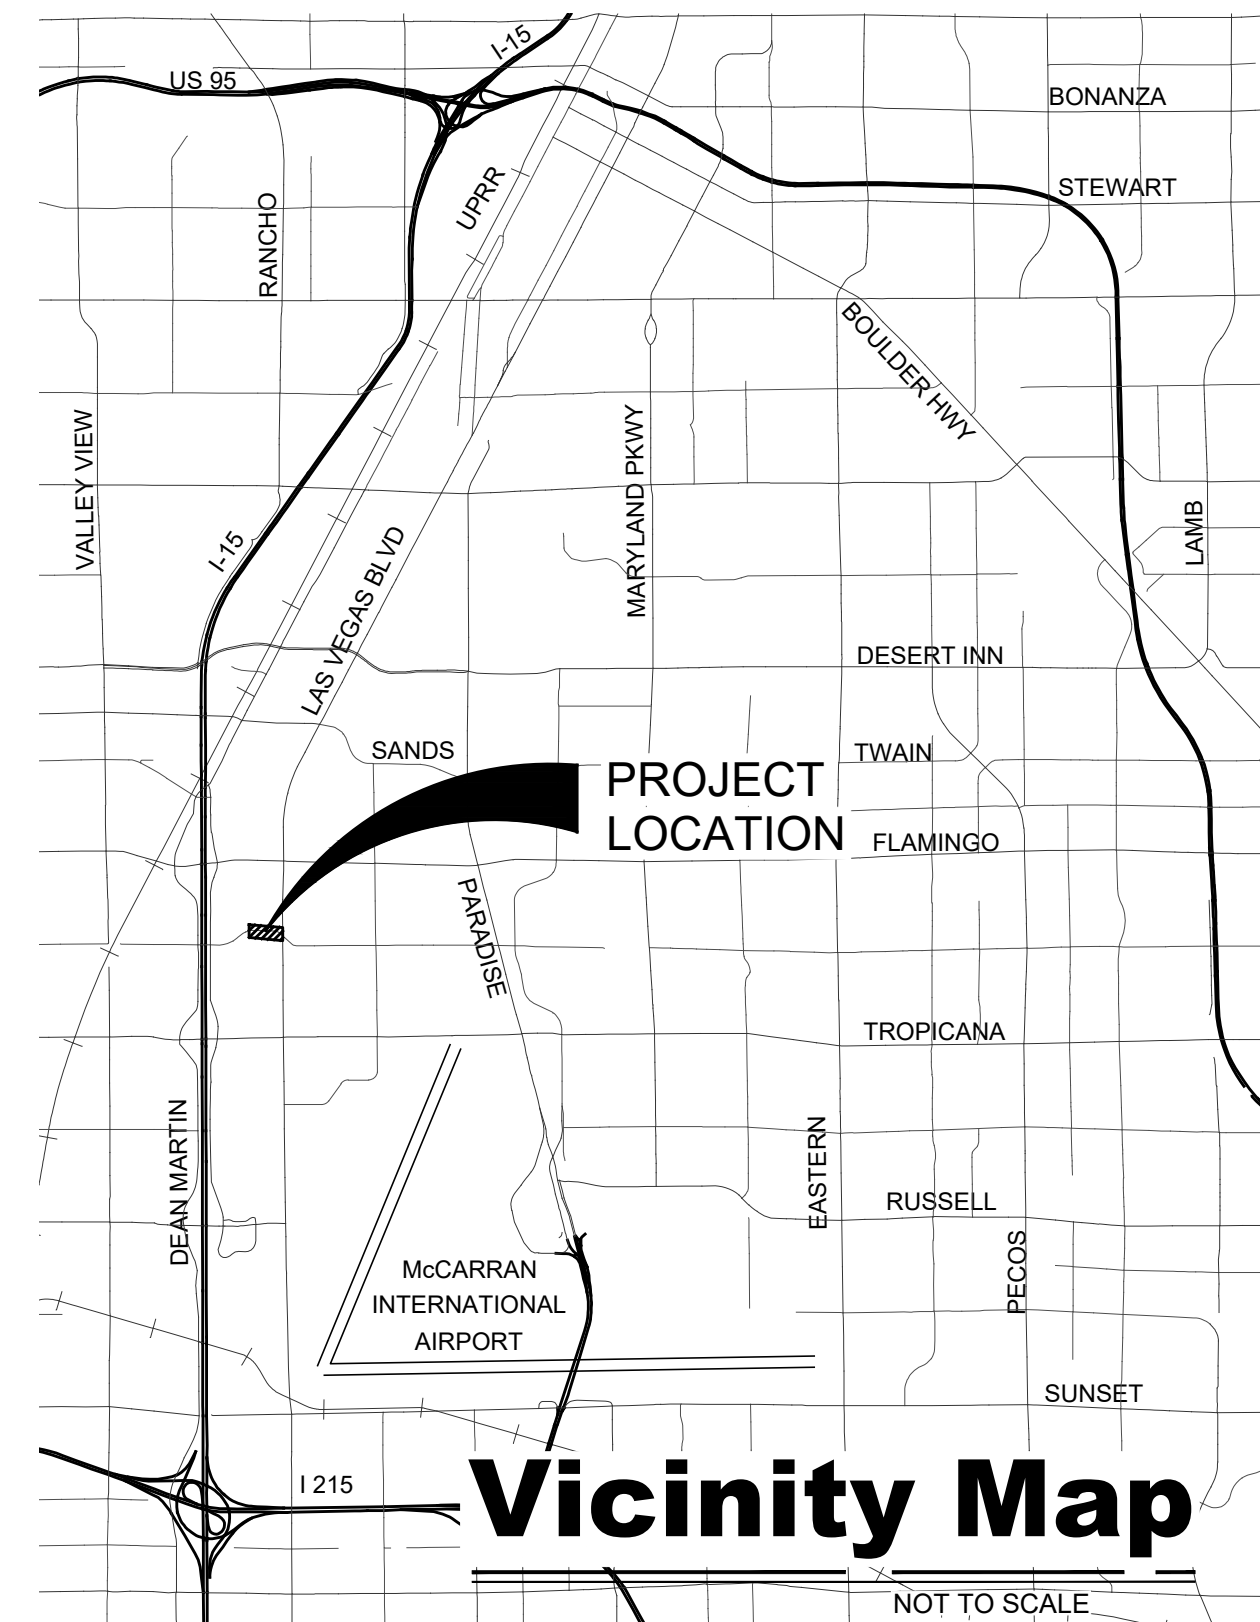 I-15
US 95
BONANZA
UPRR
STEWART
RANCHO
BOULDER HWY
VALLEY VIEW
MARYLAND PKWY
I-15
LAS VEGAS BLVD
LAMB
DESERT INN
SANDS
TWAIN
PROJECT
LOCATION
FLAMINGO
PARADISE
TROPICANA
DEAN MARTIN
EASTERN
RUSSELL
PECOS
McCARRAN
INTERNATIONAL
AIRPORT
SUNSET
I 215
Vicinity Map
NOT TO SCALE